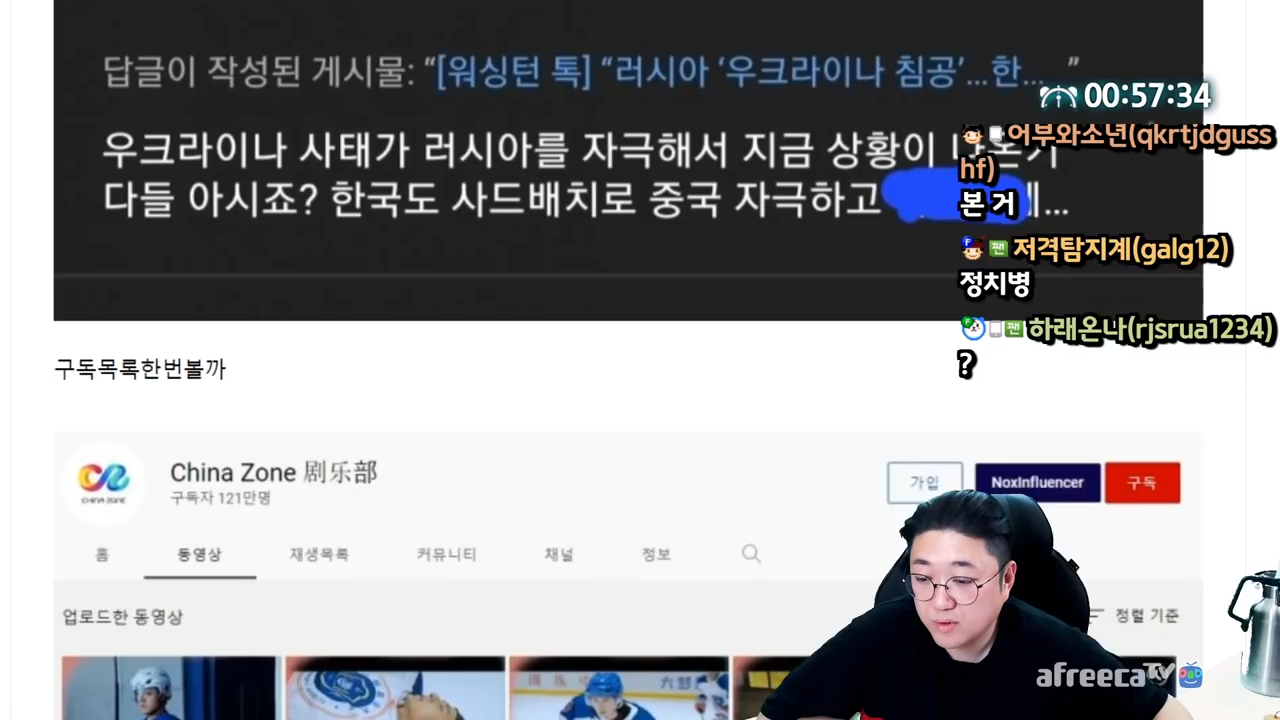 답글이 작성된 게시물: “[워싱턴 톡] “러시아 ‘우크라이나 침공’...한... ”
00:57:34
우크라이나 사태가 러시아를 자극해서 지금 상황이
다들 아시죠? 한국도 사드배치로 중국 자극하고 ...
어부와소년(qkrtjdguss
hf)
본 거
팬 저격탐지계(galg12)
정치병
팬 하래온나(rjsrua1234)
?
구독목록한번볼까
CHINA ZONE
China Zone 剧乐部
구독자 121만명
가입
NoxInfluencer
구독
홈
동영상
재생목록
커뮤니티
채널
정보
업로드한 동영상
정렬 기준
afreecaTV